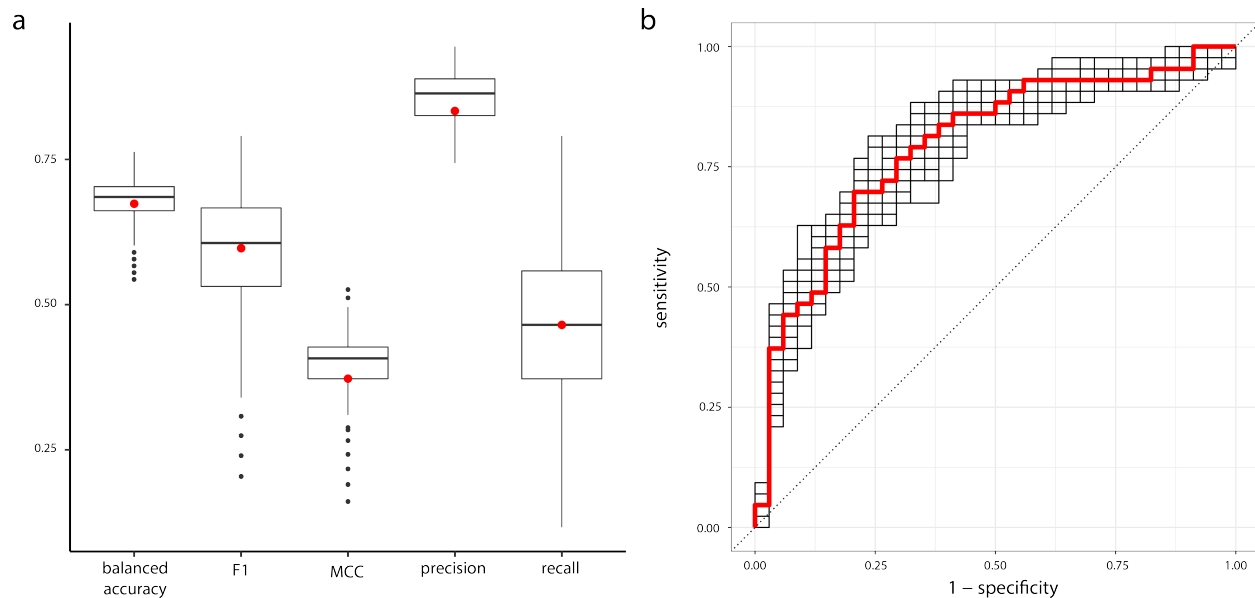 a
0.75
0.50
0.25
balanced
accuracy
F1
MCC
precision
recall
b
1.00
0.75
0.50
0.25
0.00
sensitivity
0.00
0.25
0.50
0.75
1.00
1 − specificity